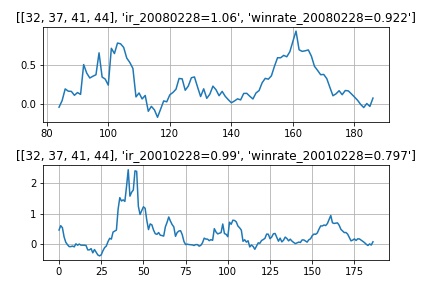 [[32, 37, 41, 44], 'ir_20080228=1.06', 'winrate_20080228=0.922']
0.5
0.0
80 100 120 140 160 180
[[32, 37, 41, 44], 'ir_20010228=0.99', 'winrate_20010228=0.797']
2
1
0
0 25 50 75 100 125 150 175